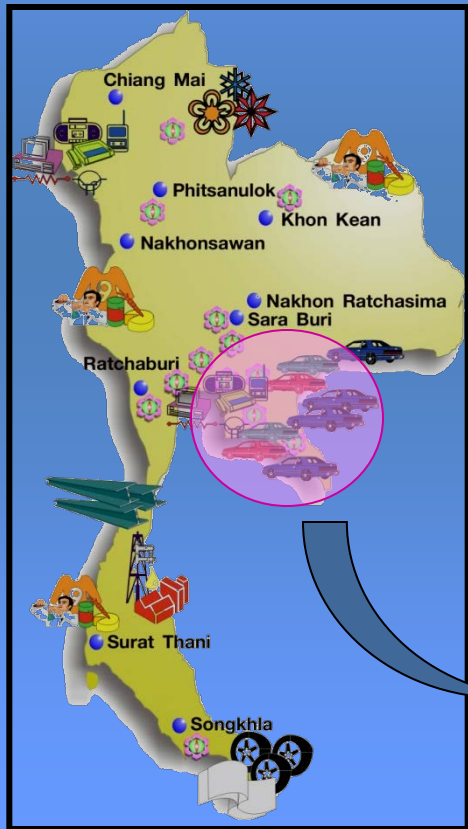 Chiang Mai
Phitsanulok
Khon Kean
Nakhonsawan
Nakhon Ratchasima
Sara Buri
Ratchaburi
Surat Thani
Songkhla